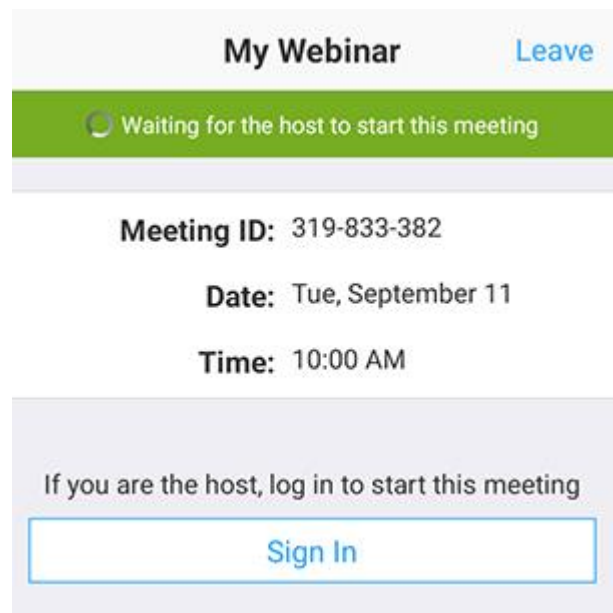 My Webinar Leave
Waiting for the host to start this meeting
Meeting ID: 319-833-382
Date: Tue, September 11
Time: 10:00 AM
If you are the host, log in to start this meeting
Sign In